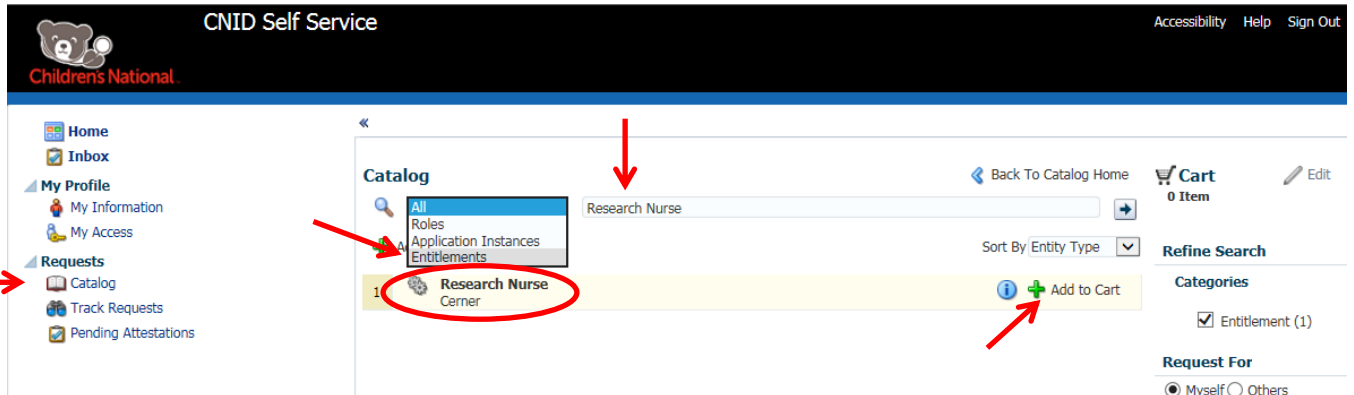 CNID Self Service
Accessibility Help Sign Out
Children's National
Home
Inbox
My Profile
My Information
My Access
Requests
Catalog
Track Requests
Pending Attestations
«
Catalog
Back To Catalog Home
All
Roles
Application Instances
Entitlements
Research Nurse
Sort By Entity Type
1
Research Nurse
Cerner
Add to Cart
Cart
Edit
0 Item
Refine Search
Categories
Entitlement (1)
Request For
Myself Others